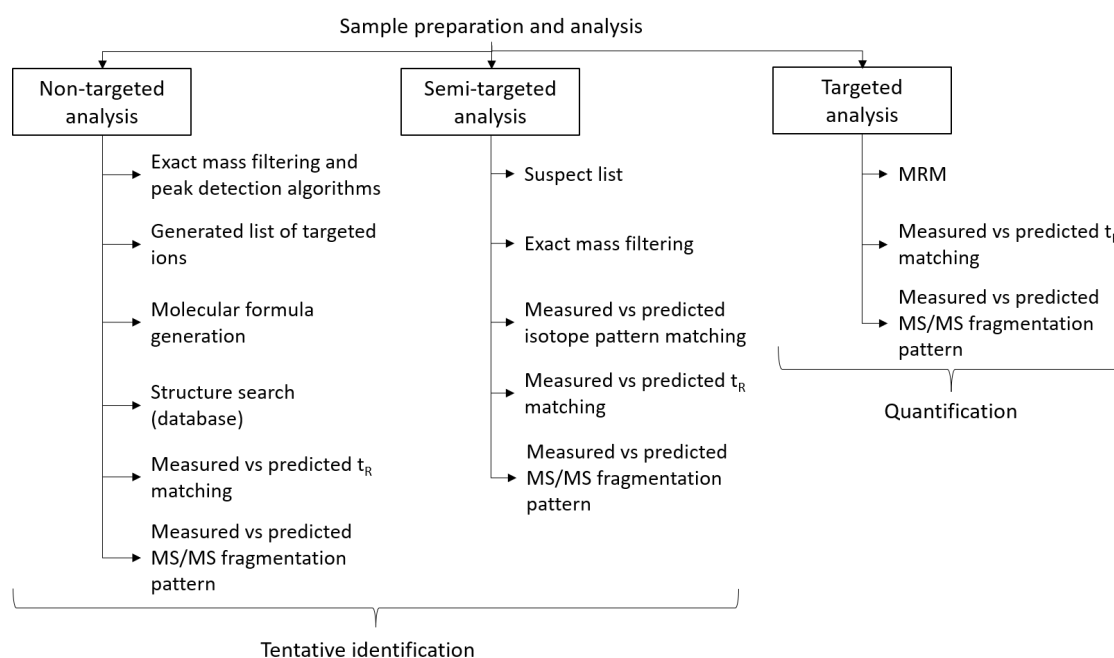 Sample preparation and analysis
Non-targeted
analysis
Exact mass filtering and
peak detection algorithms
Generated list of targeted
ions
Molecular formula
generation
Structure search
(database)
Measured vs predicted tR
matching
Measured vs predicted
MS/MS fragmentation
pattern
Semi-targeted
analysis
Suspect list
Exact mass filtering
Measured vs predicted
isotope pattern matching
Measured vs predicted tR
matching
Measured vs predicted
MS/MS fragmentation
pattern
Tentative identification
Targeted
analysis
MRM
Measured vs predicted tR
matching
Measured vs predicted
MS/MS fragmentation
pattern
Quantification